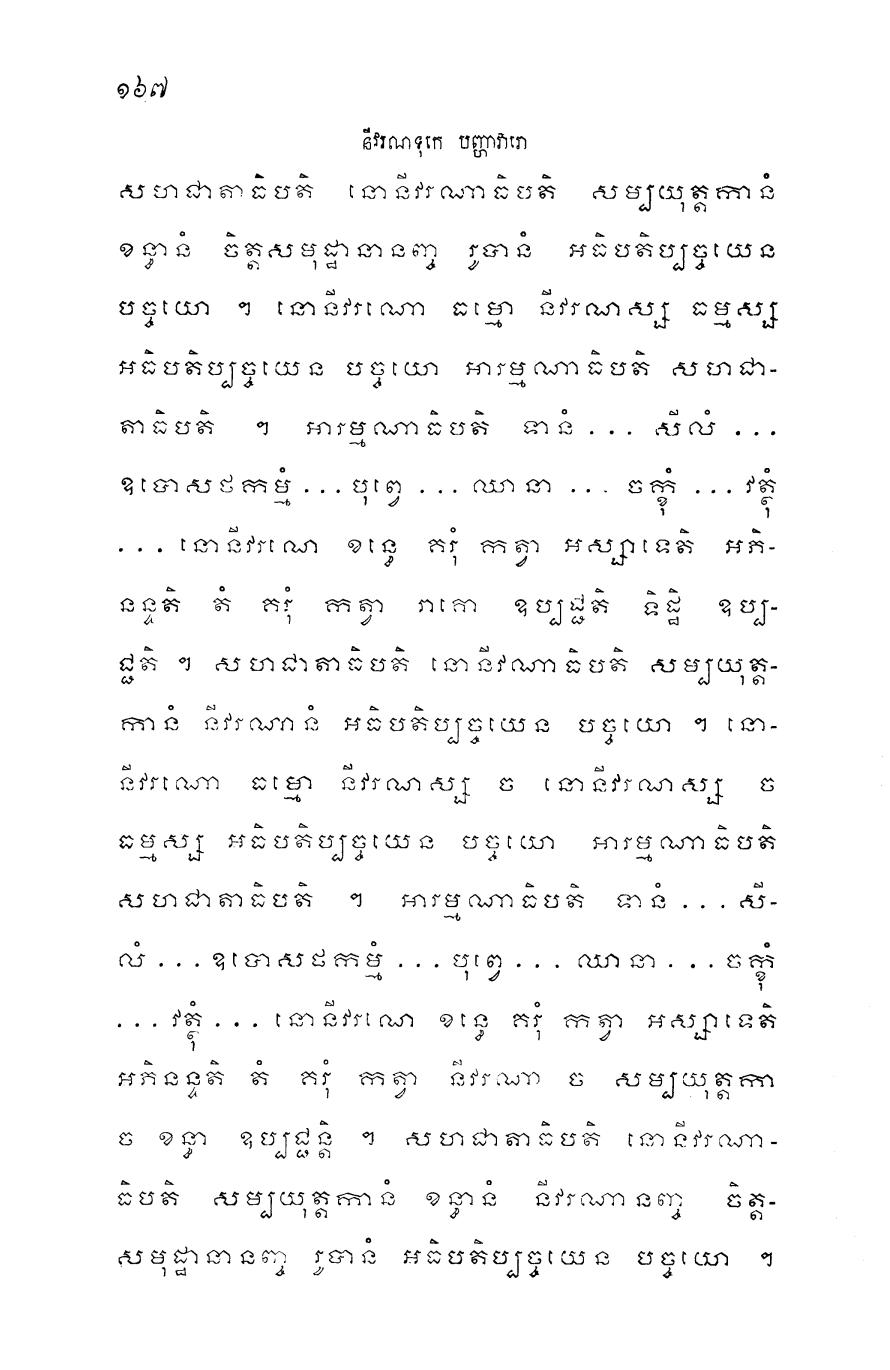 ១៦៧
នីវរណទុកេ បញ្ហាវារោ
សហជាតាធិបតិ នោនីវរណាធិបតិ សម្បយុត្តកានំ
ខន្ធានំ ចិត្តសមុដ្ឋានានញ្ច រូបានំ អធិបតិប្បច្ចយេន
បច្ចយោ ។ នោនីវរណោ ធម្មោ នីវរណស្ស ធម្មស្ស
អធិបតិប្បច្ចយេន បច្ចយោ អារម្មណាធិបតិ សហជា-
តាធិបតិ ។ អារម្មណាធិបតិ ទានំ ... សីលំ ...
ឧបោសថកម្មំ ... បុព្វេ ... ឈានា ... ចក្ខុំ ... វត្ថុំ
... នោនីវរណេ ខន្ធេ គរុំ កត្វា អស្សាទេតិ អភិ-
នន្ទតិ តំ គរុំ កត្វា រាគោ ឧប្បជ្ជតិ ទិដ្ឋិ ឧប្ប-
ជ្ជតិ ។ សហជាតាធិបតិ នោនីវណាធិបតិ សម្បយុត្ត-
កានំ នីវរណានំ អធិបតិប្បច្ចយេន បច្ចយោ ។ នោ-
នីវរណោ ធម្មោ នីវរណស្ស ច នោនីវរណស្ស ច
ធម្មស្ស អធិបតិប្បច្ចយេន បច្ចយោ អារម្មណាធិបតិ
សហជាតាធិបតិ ។ អារម្មណាធិបតិ ទានំ ... សី-
លំ ... ឧបោសថកម្មំ ... បុព្វេ ... ឈានា ... ចក្ខុំ
... វត្ថុំ ... នោនីវរណេ ខន្ធេ គរុំ កត្វា អស្សាទេតិ
អភិនន្ទតិ តំ គរុំ កត្វា នីវរណា ច សម្បយុត្តកា
ច ខន្ធា ឧប្បជ្ជន្តិ ។ សហជាតាធិបតិ នោនីវរណា-
ធិបតិ សម្បយុត្តកានំ ខន្ធានំ នីវរណានញ្ច ចិត្ត-
សមុដ្ឋានានញ្ច រូបានំ អធិបតិប្បច្ចយេន បច្ចយោ ។